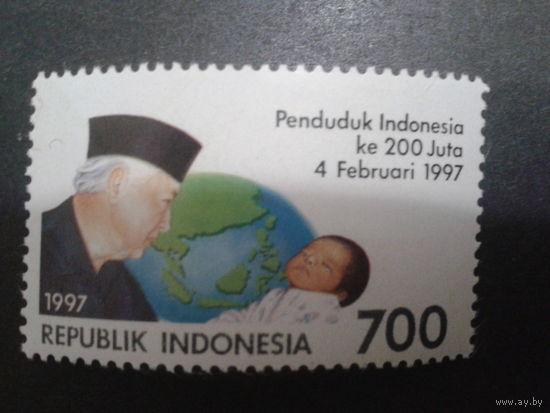 Penduduk Indonesia
ke 200 Juta
4 Februari 1997
1997
REPUBLIK INDONESIA
700
www.ay.by